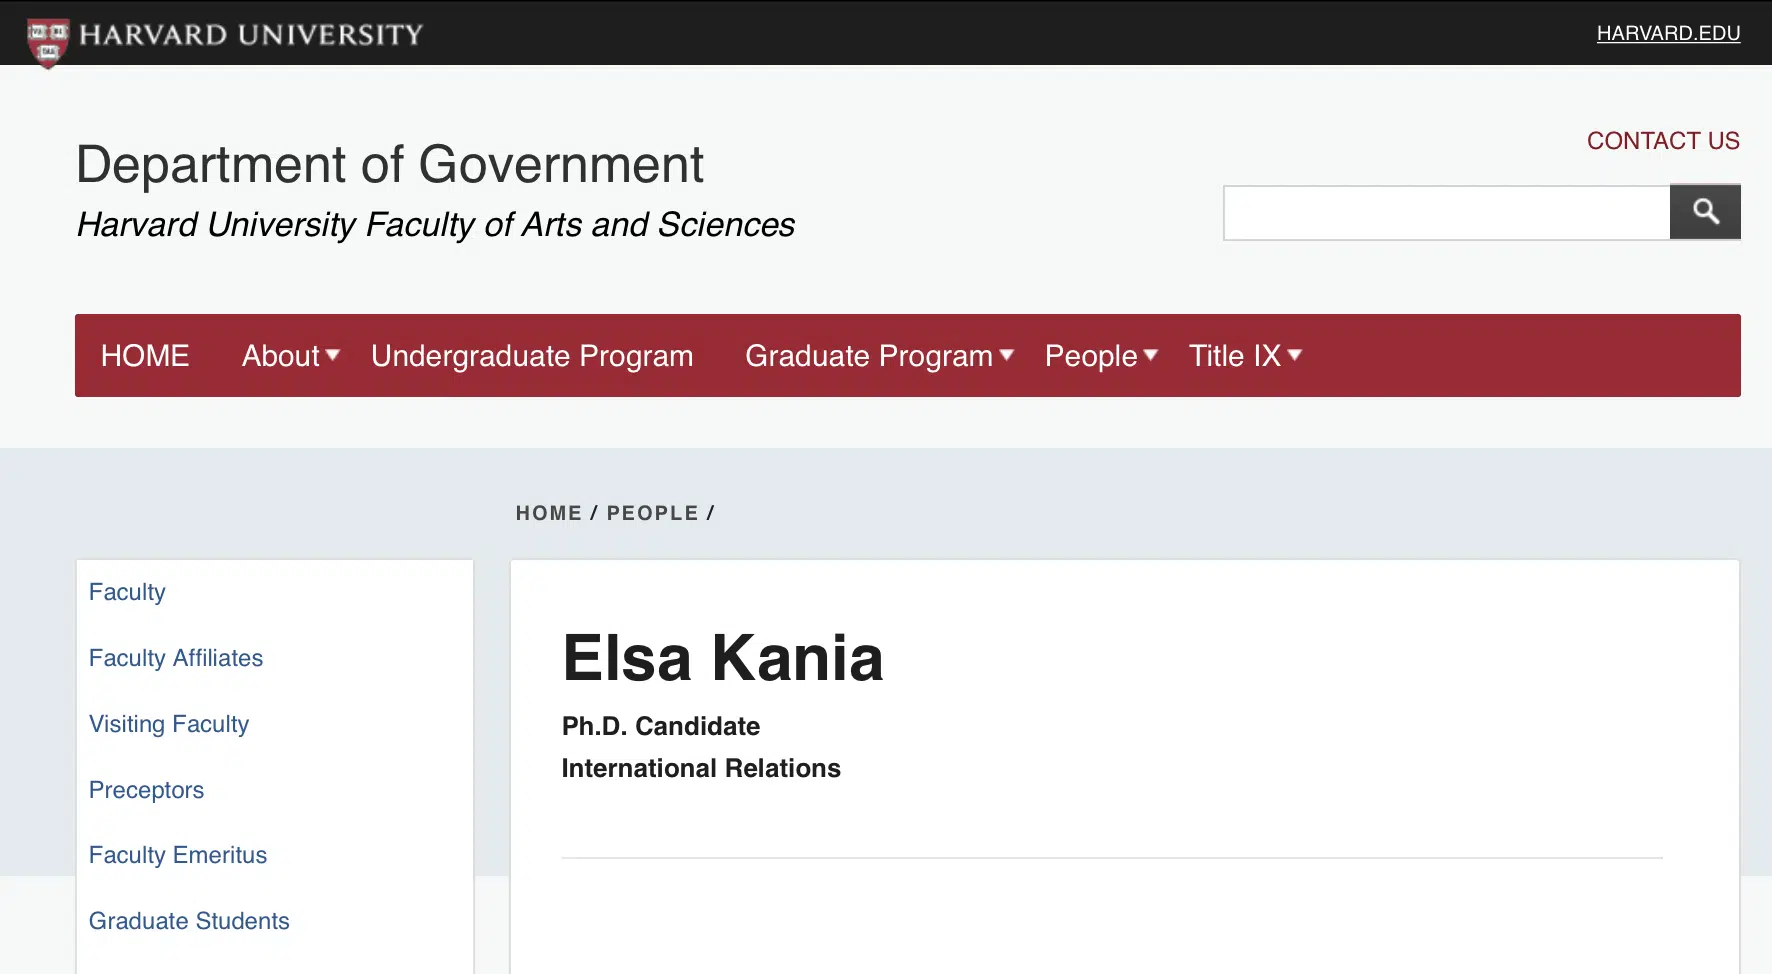 HARVARD UNIVERSITY
HARVARD.EDU
CONTACT US
Department of Government
Harvard University Faculty of Arts and Sciences
HOME About Undergraduate Program Graduate Program People Title IX
HOME / PEOPLE /
Faculty
Faculty Affiliates
Visiting Faculty
Preceptors
Faculty Emeritus
Graduate Students
Elsa Kania
Ph.D. Candidate
International Relations